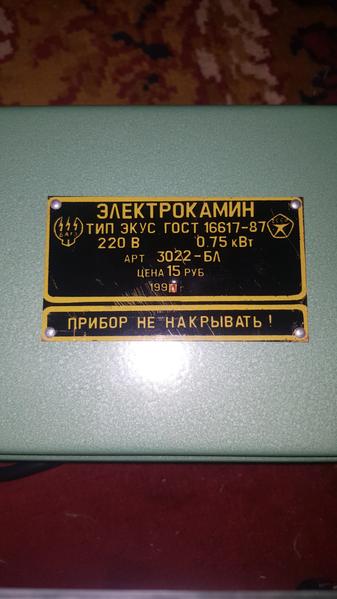 ЭЛЕКТРОКАМИН
ТИП ЭКУС ГОСТ 16617-87
220 В 0.75 кВт
АРТ 3022-БЛ
ЦЕНА 15 РУБ
ПРИБОР НЕ НАКРЫВАТЬ!